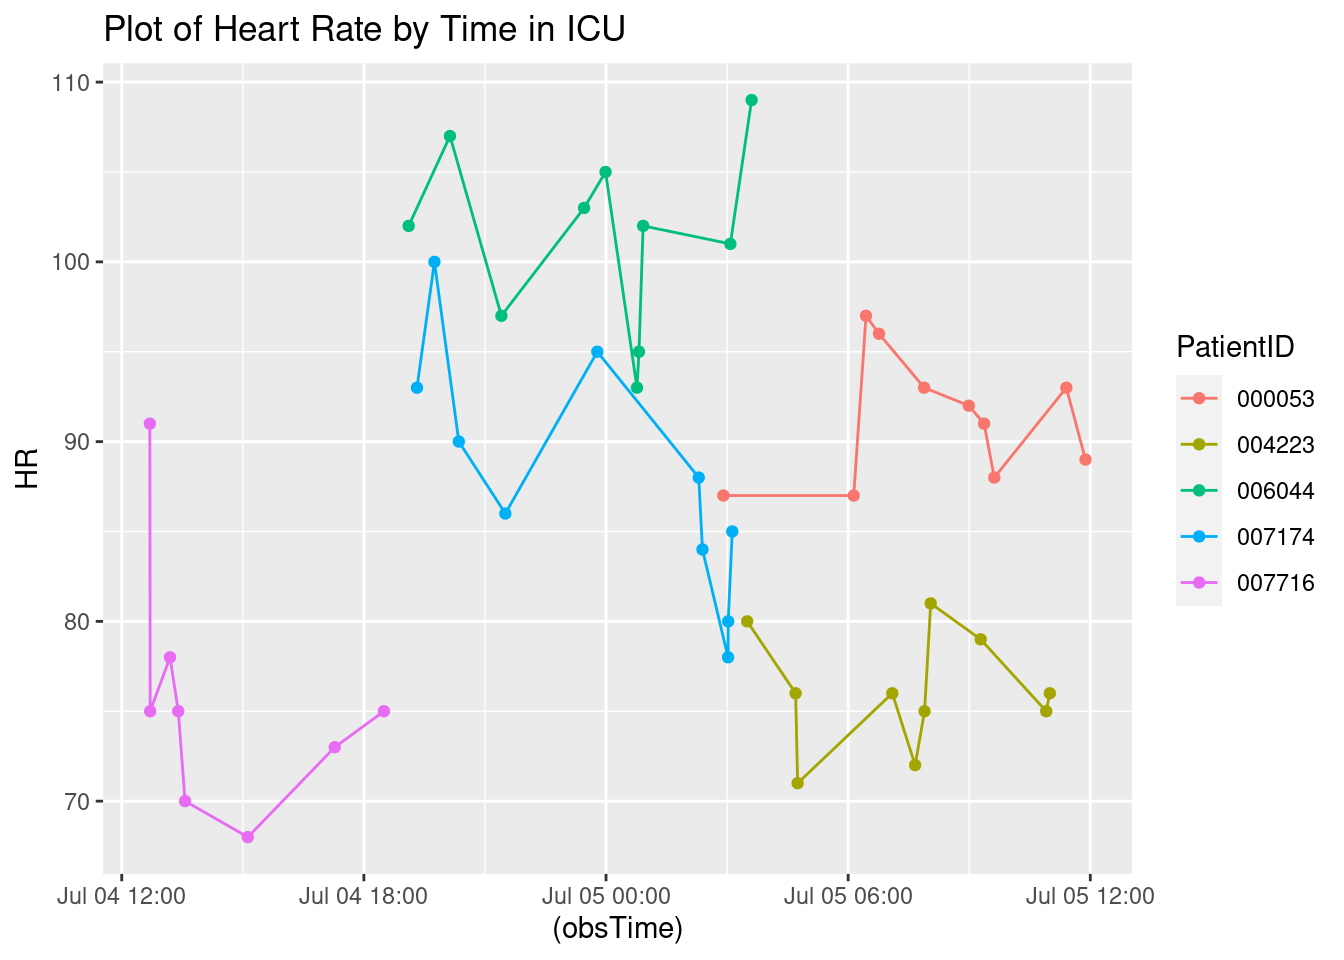 Plot of Heart Rate by Time in ICU
110
100
90
80
70
HR
Jul 04 12:00 Jul 04 18:00 Jul 05 00:00 Jul 05 06:00 Jul 05 12:00
(obsTime)
PatientID
000053
004223
006044
007174
007716